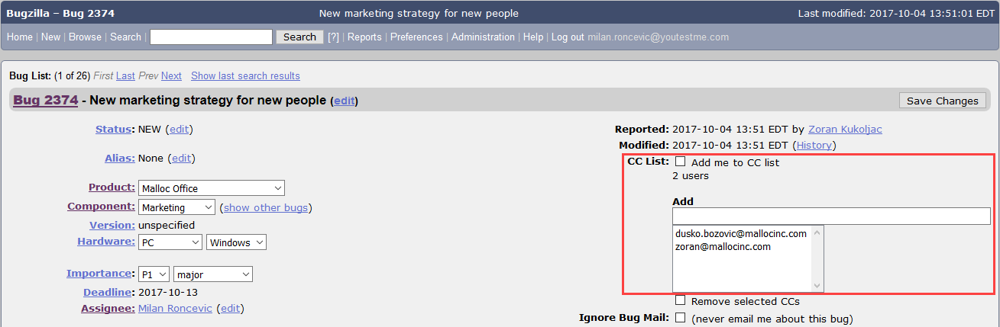 Bugzilla – Bug 2374 New marketing strategy for new people Last modified: 2017-10-04 13:51:01 EDT
Home | New | Browse | Search | Search [?] | Reports | Preferences | Administration | Help | Log out milan.roncevic@youtestme.com
Bug List: (1 of 26) First Last Prev Next Show last search results
Bug 2374 - New marketing strategy for new people (edit) Save Changes
Status: NEW (edit)
Alias: None (edit)
Product: Malloc Office
Component: Marketing (show other bugs)
Version: unspecified
Hardware: PC Windows
Importance: P1 major
Deadline: 2017-10-13
Assignee: Milan Roncevic (edit)
Reported: 2017-10-04 13:51 EDT by Zoran Kukoljac
Modified: 2017-10-04 13:51 EDT (History)
CC List: Add me to CC list
2 users
Add
dusko.bozovic@mallocinc.com
zoran@mallocinc.com
Remove selected CCs
Ignore Bug Mail: (never email me about this bug)